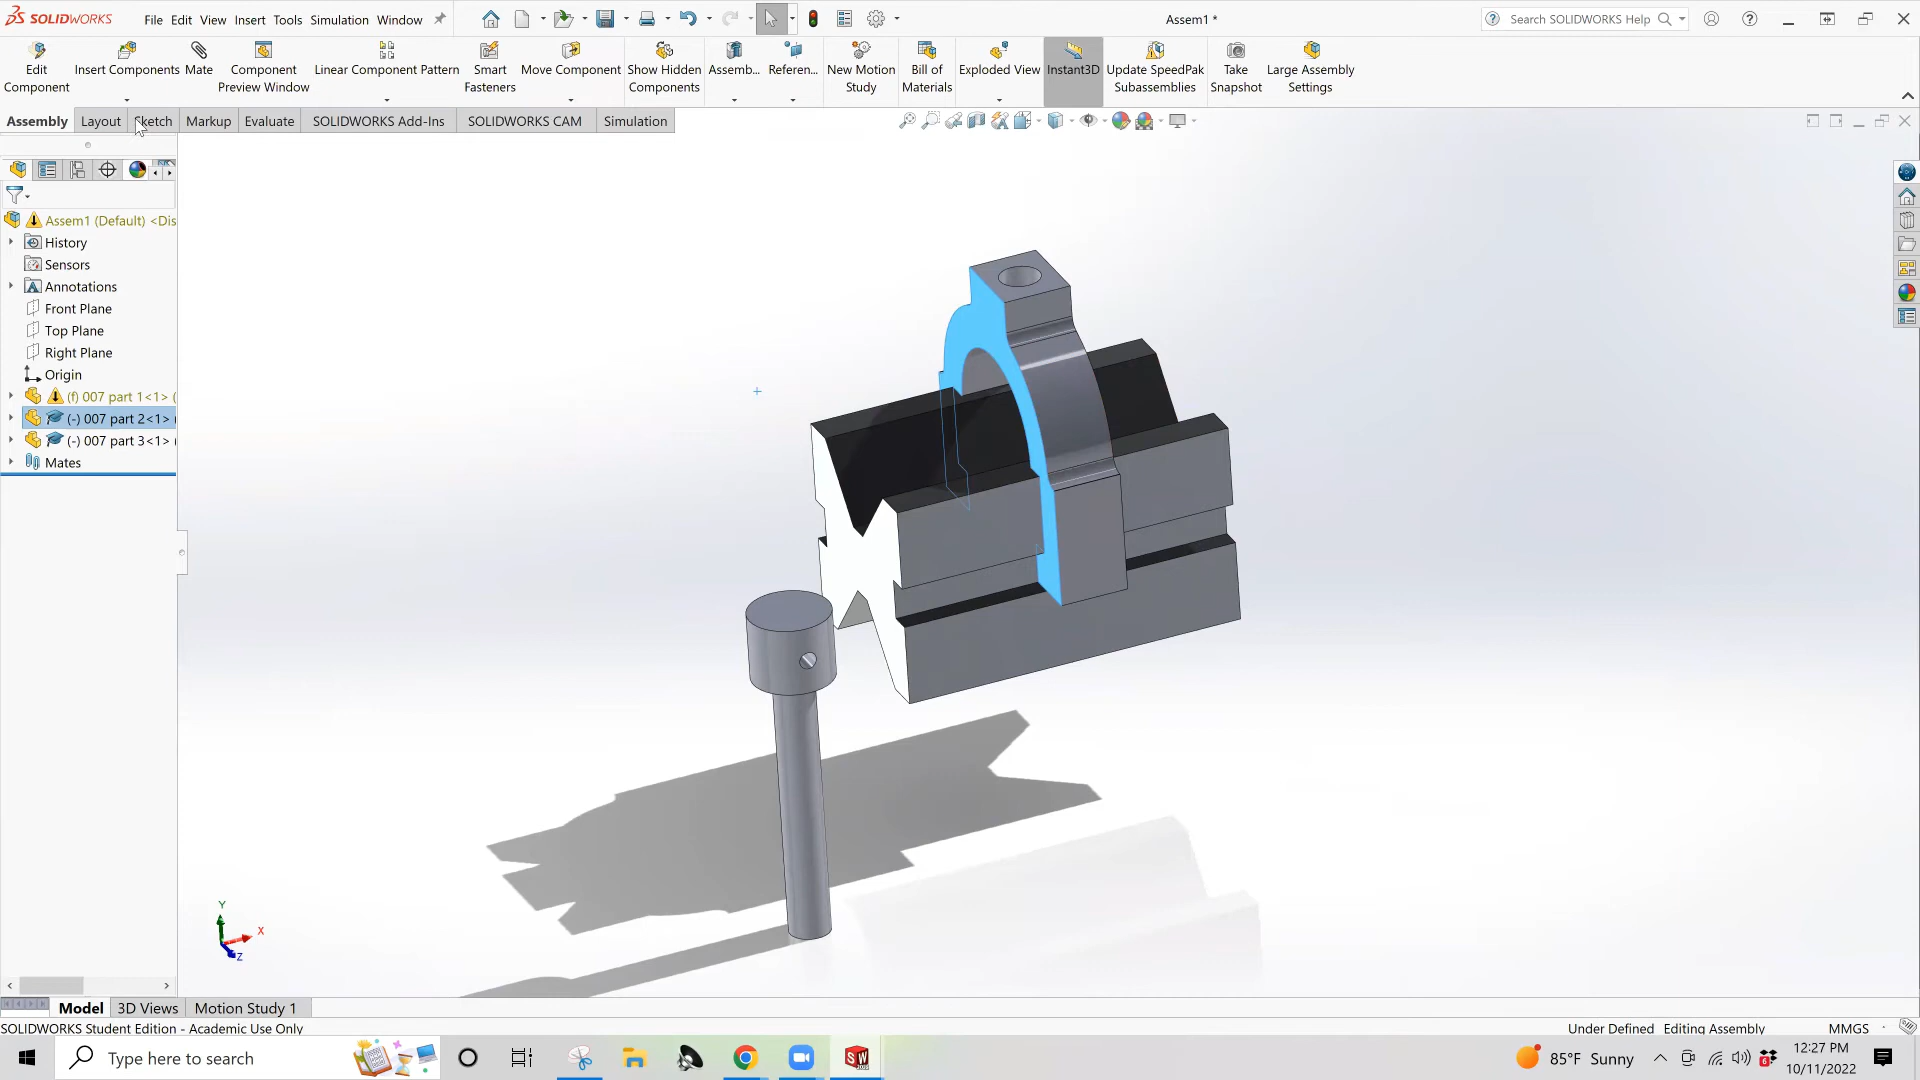 SOLIDWORKS
File Edit View Insert Tools Simulation Window
Assem1 *
Search SOLIDWORKS Help
Edit Component
Insert Components
Mate
Component Preview Window
Linear Component Pattern
Smart Fasteners
Move Component
Show Hidden Components
Assemb...
Referen...
New Motion Study
Bill of Materials
Exploded View
Instant3D
Update SpeedPak Subassemblies
Take Snapshot
Large Assembly Settings
Assembly Layout Sketch Markup Evaluate SOLIDWORKS Add-Ins SOLIDWORKS CAM Simulation
Assem1 (Default) <Dis
History
Sensors
Annotations
Front Plane
Top Plane
Right Plane
Origin
(f) 007 part 1<1> (
(-) 007 part 2<1> (
(-) 007 part 3<1> (
Mates
Y
X
Z
Model 3D Views Motion Study 1
SOLIDWORKS Student Edition - Academic Use Only
Under Defined Editing Assembly MMGS
Type here to search
85°F Sunny
6
12:27 PM
10/11/2022